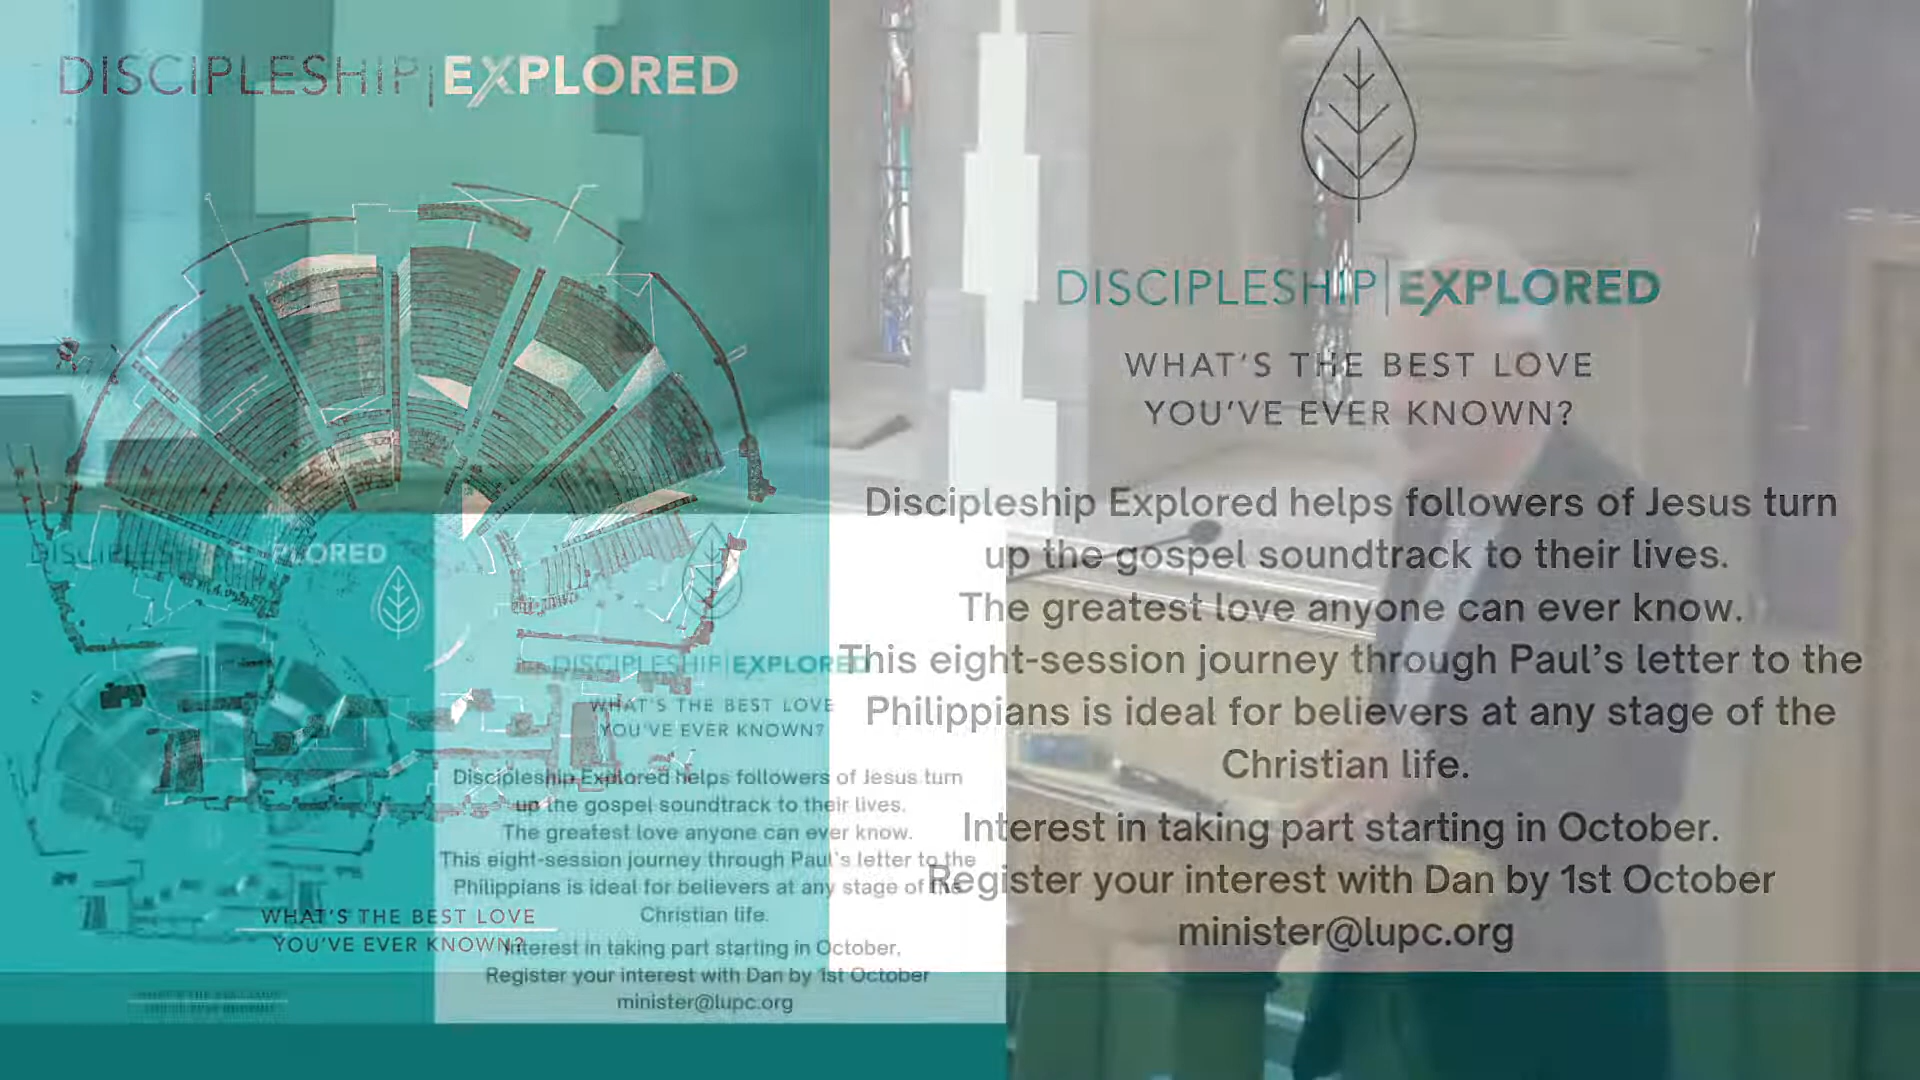 DISCIPLESHIP|EXPLORED
DISCIPLESHIP|EXPLORED
WHAT'S THE BEST LOVE
YOU'VE EVER KNOWN?
Discipleship Explored helps followers of Jesus turn
up the gospel soundtrack to their lives.
The greatest love anyone can ever know.
This eight-session journey through Paul's letter to the
Philippians is ideal for believers at any stage of the
Christian life.
Interest in taking part starting in October.
Register your interest with Dan by 1st October
minister@lupc.org
DISCIPLESHIP EXPLORED
DISCIPLESHIP|EXPLORED
WHAT'S THE BEST LOVE
YOU'VE EVER KNOWN?
Discipleship Explored helps followers of Jesus turn
up the gospel soundtrack to their lives.
The greatest love anyone can ever know.
This eight-session journey through Paul's letter to the
Philippians is ideal for believers at any stage of the
Christian life.
Interest in taking part starting in October.
Register your interest with Dan by 1st October
minister@lupc.org
WHAT'S THE BEST LOVE
YOU'VE EVER KNOWN?